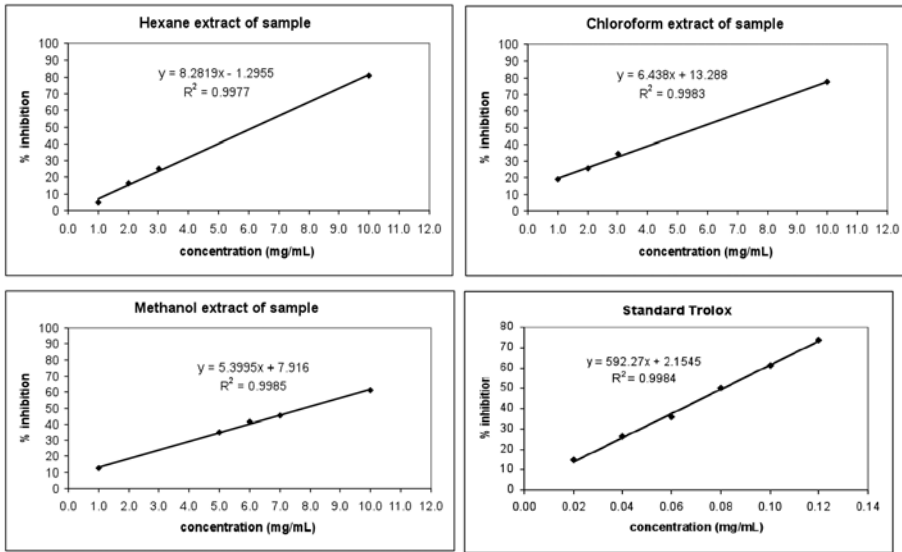 Hexane extract of sample
y = 8.2819x - 1.2955
R² = 0.9977
% inhibition
100
90
80
70
60
50
40
30
20
10
0
0.0 1.0 2.0 3.0 4.0 5.0 6.0 7.0 8.0 9.0 10.0 11.0 12.0
concentration (mg/mL)
Chloroform extract of sample
y = 6.438x + 13.288
R² = 0.9983
% inhibition
100
90
80
70
60
50
40
30
20
10
0
0.0 1.0 2.0 3.0 4.0 5.0 6.0 7.0 8.0 9.0 10.0 11.0 12.0
concentration (mg/mL)
Methanol extract of sample
y = 5.3995x + 7.916
R² = 0.9985
% inhibition
100
90
80
70
60
50
40
30
20
10
0
0.0 1.0 2.0 3.0 4.0 5.0 6.0 7.0 8.0 9.0 10.0 11.0 12.0
concentration (mg/mL)
Standard Trolox
y = 592.27x + 2.1545
R² = 0.9984
% inhibition
80
70
60
50
40
30
20
10
0
0.00 0.02 0.04 0.06 0.08 0.10 0.12 0.14
concentration (mg/mL)